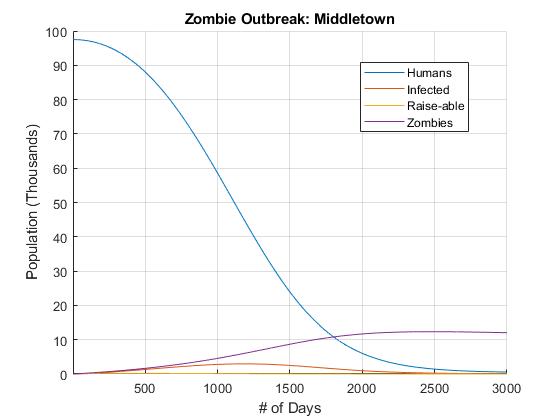 Zombie Outbreak: Middletown
100
90
80
70
60
50
40
30
20
10
0
Population (Thousands)
Humans
Infected
Raise-able
Zombies
500 1000 1500 2000 2500 3000
# of Days